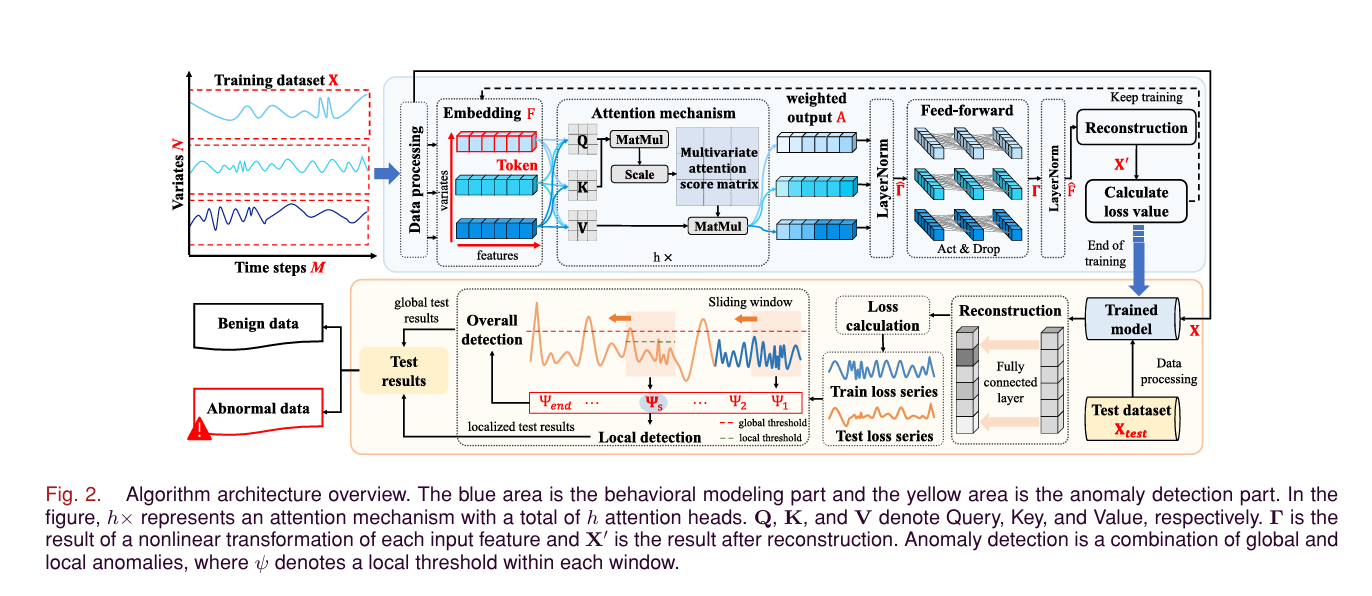 Training dataset X
Variates N
Time steps M
Data processing
Embedding F
Token
variates
features
Attention mechanism
Q
K
V
MatMul
Scale
Multivariate
attention
score matrix
MatMul
h ×
weighted
output A
LayerNorm
Feed-forward
Act & Drop
Γ
LayerNorm
Keep training
Reconstruction
X′
Calculate
loss value
End of
training
Benign data
Abnormal data
global test
results
Test
results
Overall
detection
Sliding window
Ψend ... Ψs ... Ψ2 Ψ1
global threshold
local threshold
localized test results
Local detection
Loss
calculation
Train loss series
Test loss series
Reconstruction
Fully
connected
layer
Trained
model
X
Data
processing
Test dataset
Xtest
Fig. 2. Algorithm architecture overview. The blue area is the behavioral modeling part and the yellow area is the anomaly detection part. In the
figure, h× represents an attention mechanism with a total of h attention heads. Q, K, and V denote Query, Key, and Value, respectively. Γ is the
result of a nonlinear transformation of each input feature and X′ is the result after reconstruction. Anomaly detection is a combination of global and
local anomalies, where ψ denotes a local threshold within each window.